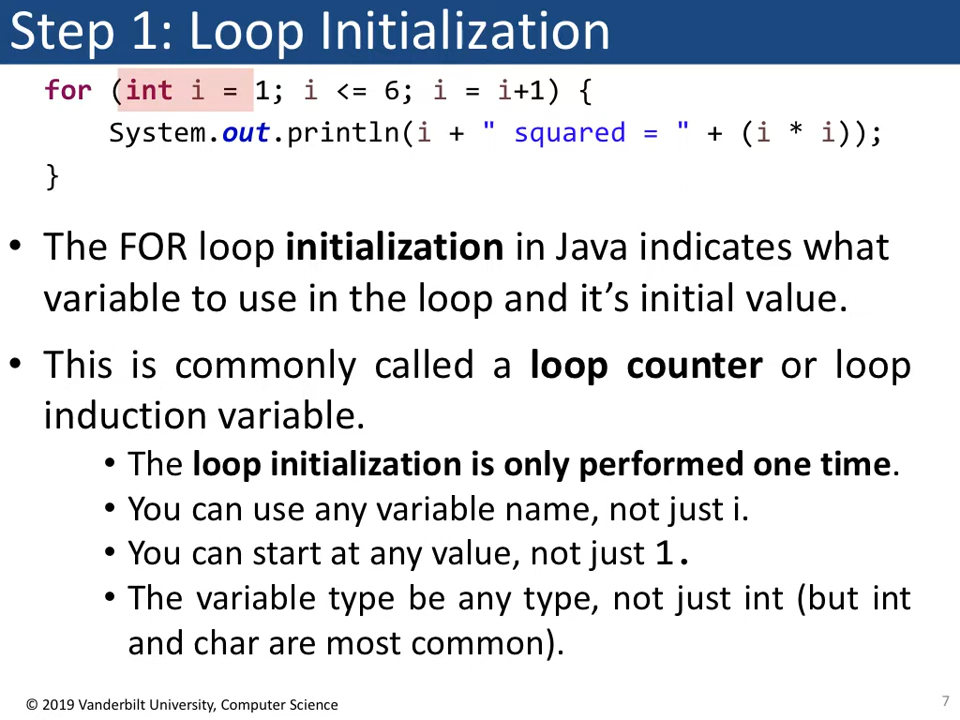 Step 1: Loop Initialization
for (int i = 1; i <= 6; i = i+1) {
System.out.println(i + " squared = " + (i * i));
}
• The FOR loop initialization in Java indicates what
variable to use in the loop and it’s initial value.
• This is commonly called a loop counter or loop
induction variable.
• The loop initialization is only performed one time.
• You can use any variable name, not just i.
• You can start at any value, not just 1.
• The variable type be any type, not just int (but int
and char are most common).
© 2019 Vanderbilt University, Computer Science
7